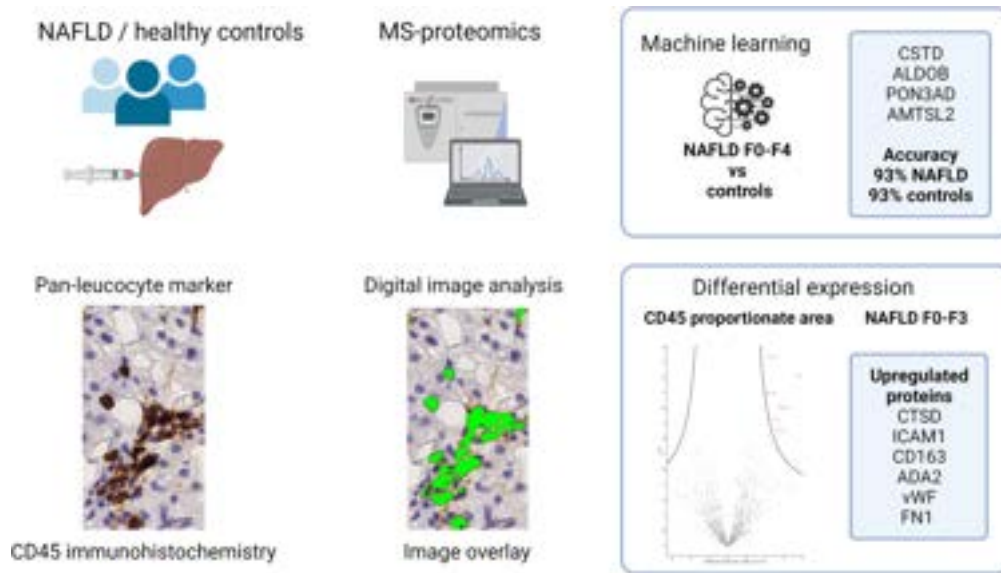 NAFLD / healthy controls
MS-proteomics
Machine learning
NAFLD F0-F4
vs
controls
CSTD
ALDOB
PON3AD
AMTSL2
Accuracy
93% NAFLD
93% controls
Pan-leucocyte marker
CD45 immunohistochemistry
Digital image analysis
Image overlay
Differential expression
CD45 proportionate area
NAFLD F0-F3
Upregulated
proteins
CTSD
ICAM1
CD163
ADA2
vWF
FN1